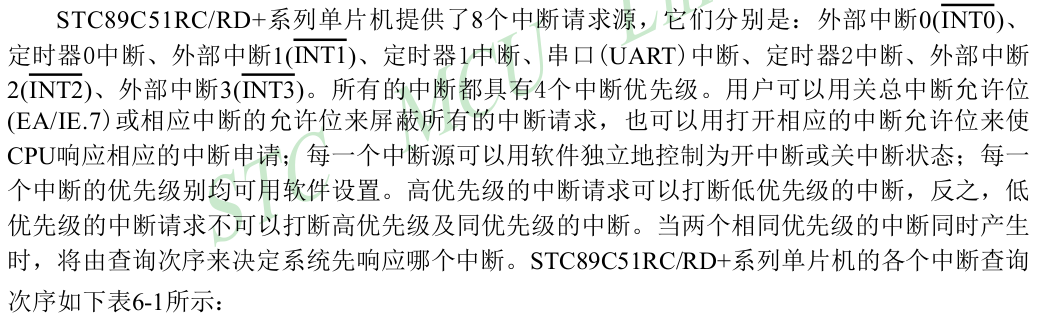 STC89C51RC/RD+系列单片机提供了8个中断请求源，它们分别是：外部中断0(INT0)、
定时器0中断、外部中断1(INT1)、定时器1中断、串口(UART)中断、定时器2中断、外部中断
2(INT2)、外部中断3(INT3)。所有的中断都具有4个中断优先级。用户可以用关总中断允许位
(EA/IE.7)或相应中断的允许位来屏蔽所有的中断请求，也可以用打开相应的中断允许位来使
CPU响应相应的中断申请；每一个中断源可以用软件独立地控制为开中断或关中断状态；每一
个中断的优先级别均可用软件设置。高优先级的中断请求可以打断低优先级的中断，反之，低
优先级的中断请求不可以打断高优先级及同优先级的中断。当两个相同优先级的中断同时产生
时，将由查询次序来决定系统先响应哪个中断。STC89C51RC/RD+系列单片机的各个中断查询
次序如下表6-1所示：
STC MCU